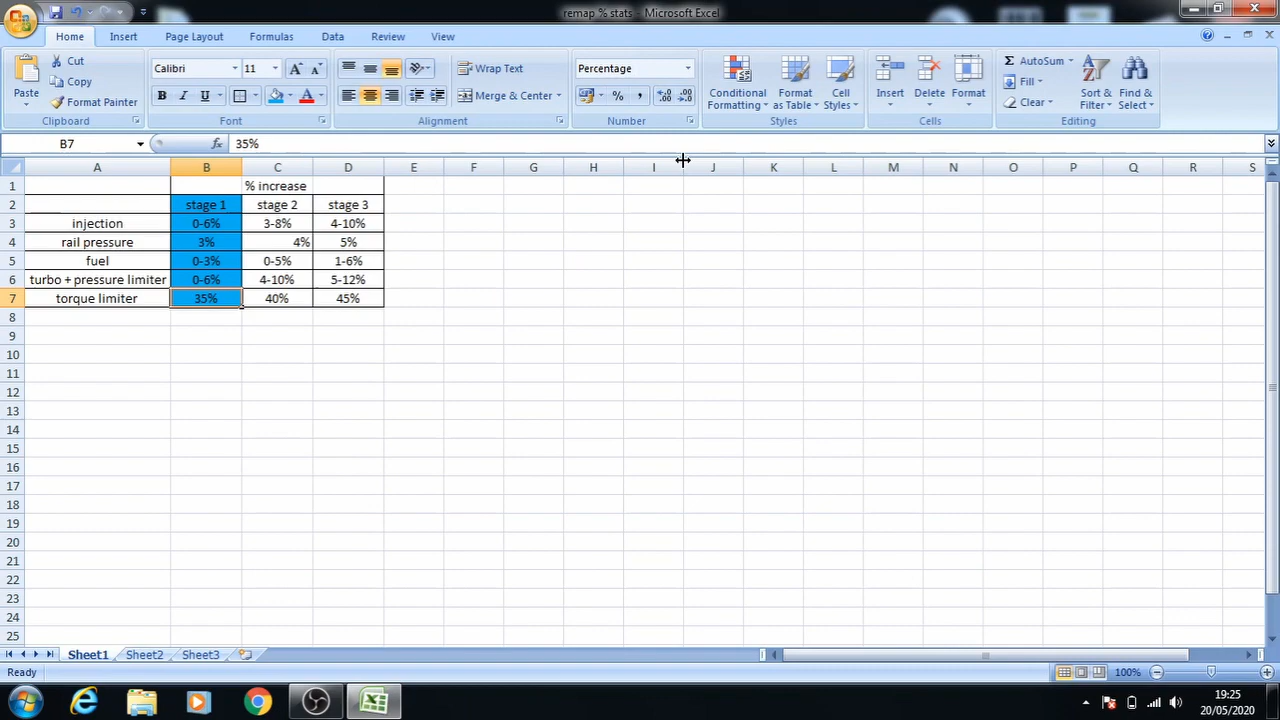 remap % stats - Microsoft Excel
Home Insert Page Layout Formulas Data Review View
Paste Cut Copy Format Painter Clipboard
Calibri 11 A A B I U A Font
Wrap Text Merge & Center Alignment
Percentage % , .0 .00 .00 .0 Number
Conditional Formatting Format as Table Cell Styles Styles
Insert Delete Format Cells
Σ AutoSum Fill Clear Sort & Filter Find & Select Editing
B7 fx 35%
A B C D E F G H I J K L M N O P Q R S
1 % increase
2 stage 1 stage 2 stage 3
3 injection 0-6% 3-8% 4-10%
4 rail pressure 3% 4% 5%
5 fuel 0-3% 0-5% 1-6%
6 turbo + pressure limiter 0-6% 4-10% 5-12%
7 torque limiter 35% 40% 45%
8
9
10
11
12
13
14
15
16
17
18
19
20
21
22
23
24
25
Sheet1 Sheet2 Sheet3
Ready 100%
19:25
20/05/2020